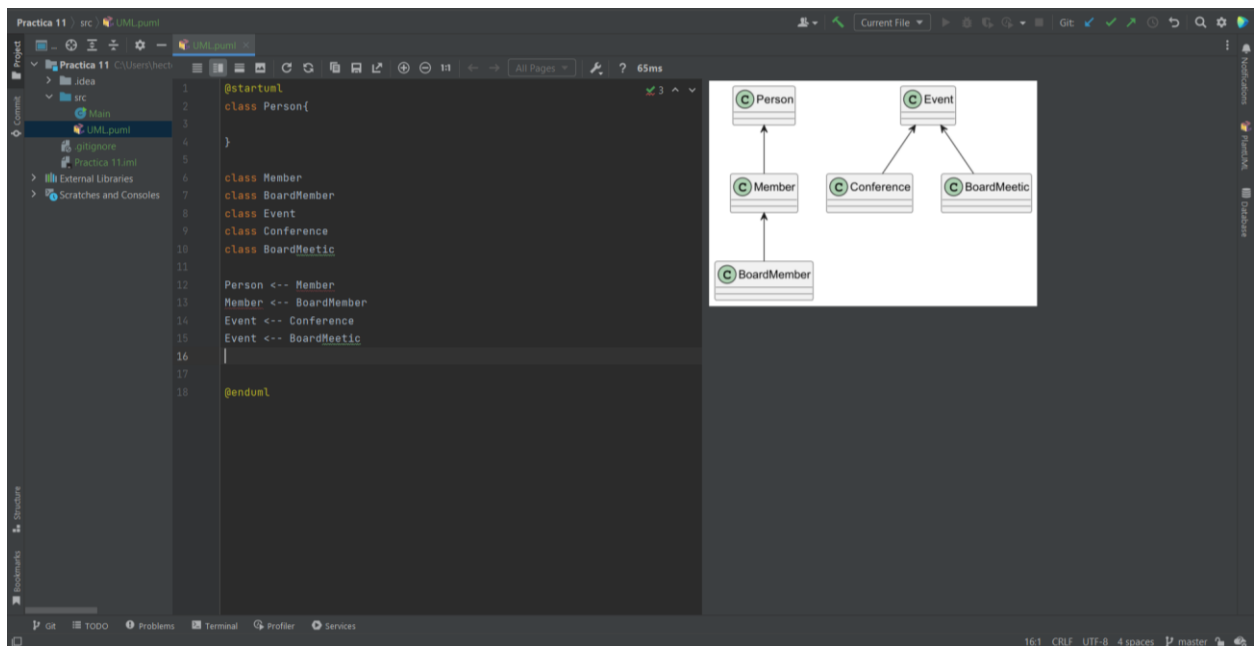 Practica 11 src UML.puml
Current File
Git:
Project
UML.puml
Practica 11 C:\Users\hect
.idea
src
Main
UML.puml
.gitignore
Practica 11.iml
External Libraries
Scratches and Consoles
Commit
Structure
Bookmarks
1:1
All Pages
? 65ms
3
1 @startuml
2 class Person{
3
4 }
5
6 class Member
7 class BoardMember
8 class Event
9 class Conference
10 class BoardMeetic
11
12 Person <-- Member
13 Member <-- BoardMember
14 Event <-- Conference
15 Event <-- BoardMeetic
16
17
18 @enduml
C Person
C Event
C Member
C Conference
C BoardMeetic
C BoardMember
Notifications
PlantUML
Database
Git TODO Problems Terminal Profiler Services
16:1 CRLF UTF-8 4 spaces master